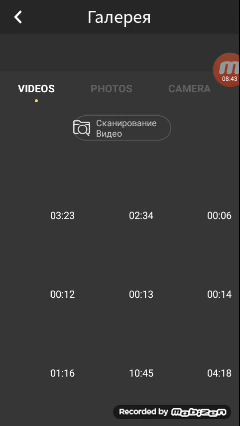 Галерея
m
08:43
VIDEOS PHOTOS CAMERA
Сканирование
Видео
03:23 02:34 00:06
00:12 00:13 00:14
01:16 10:45 04:18
Recorded by mobizen